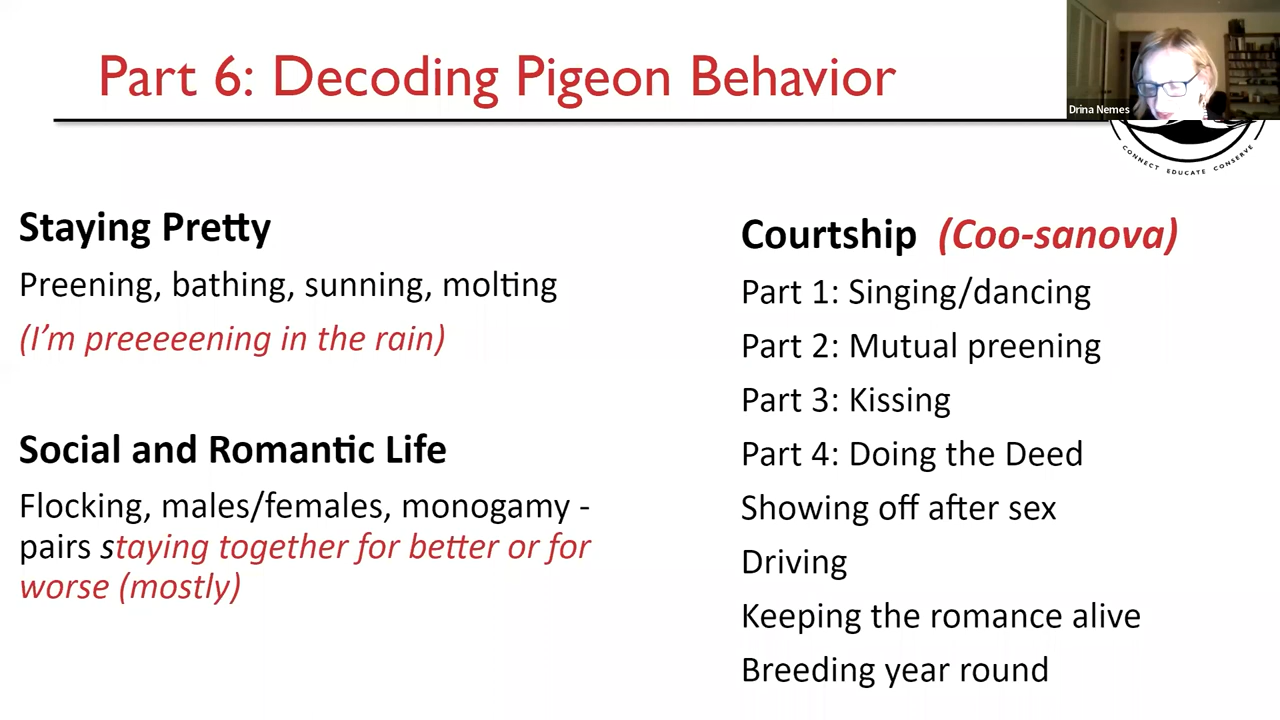 Part 6: Decoding Pigeon Behavior
Drina Nemes
CONNECT EDUCATE CONSERVE
Staying Pretty
Preening, bathing, sunning, molting
(I'm preeeeening in the rain)
Social and Romantic Life
Flocking, males/females, monogamy -
pairs staying together for better or for
worse (mostly)
Courtship (Coo-sanova)
Part 1: Singing/dancing
Part 2: Mutual preening
Part 3: Kissing
Part 4: Doing the Deed
Showing off after sex
Driving
Keeping the romance alive
Breeding year round